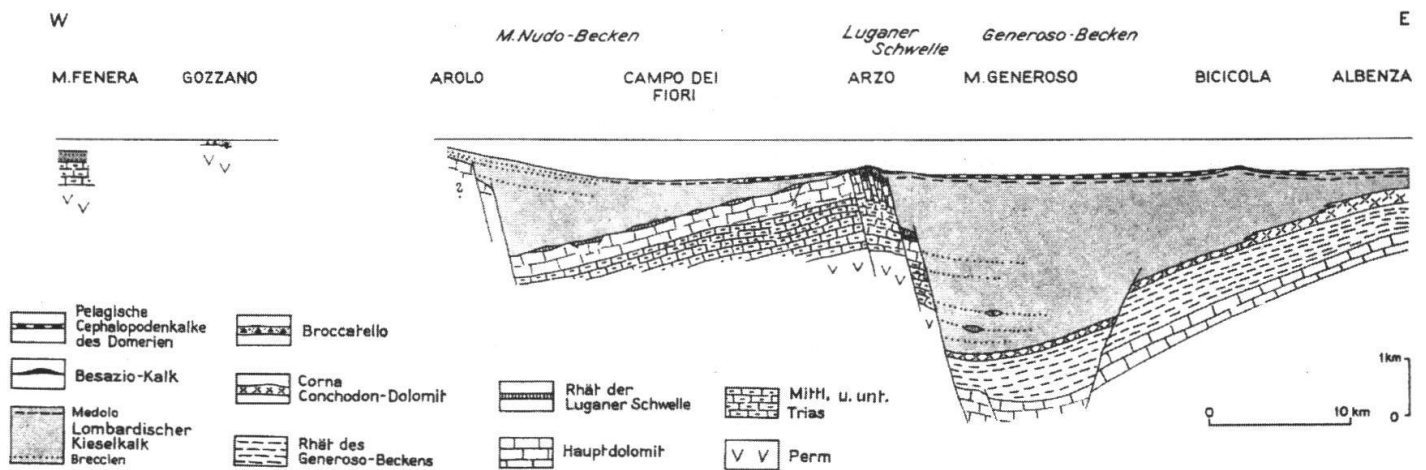 W
E
M.Nudo-Becken
Luganer
Schwelle
Generoso-Becken
M.FENERA
GOZZANO
AROLO
CAMPO DEI
FIORI
ARZO
M.GENEROSO
BICICOLA
ALBENZA
?
V V
V V
V V V
V
Pelagische
Cephalopodenkalke
des Domerien
Besazio-Kalk
Medolo
Lombardischer
Kieselkalk
Breccien
Broccatello
Corna
Conchodon-Dolomit
Rhät des
Generoso-Beckens
Rhät der
Luganer Schwelle
Hauptdolomit
Mittl. u. unt.
Trias
V V Perm
1km
0
0 10 km